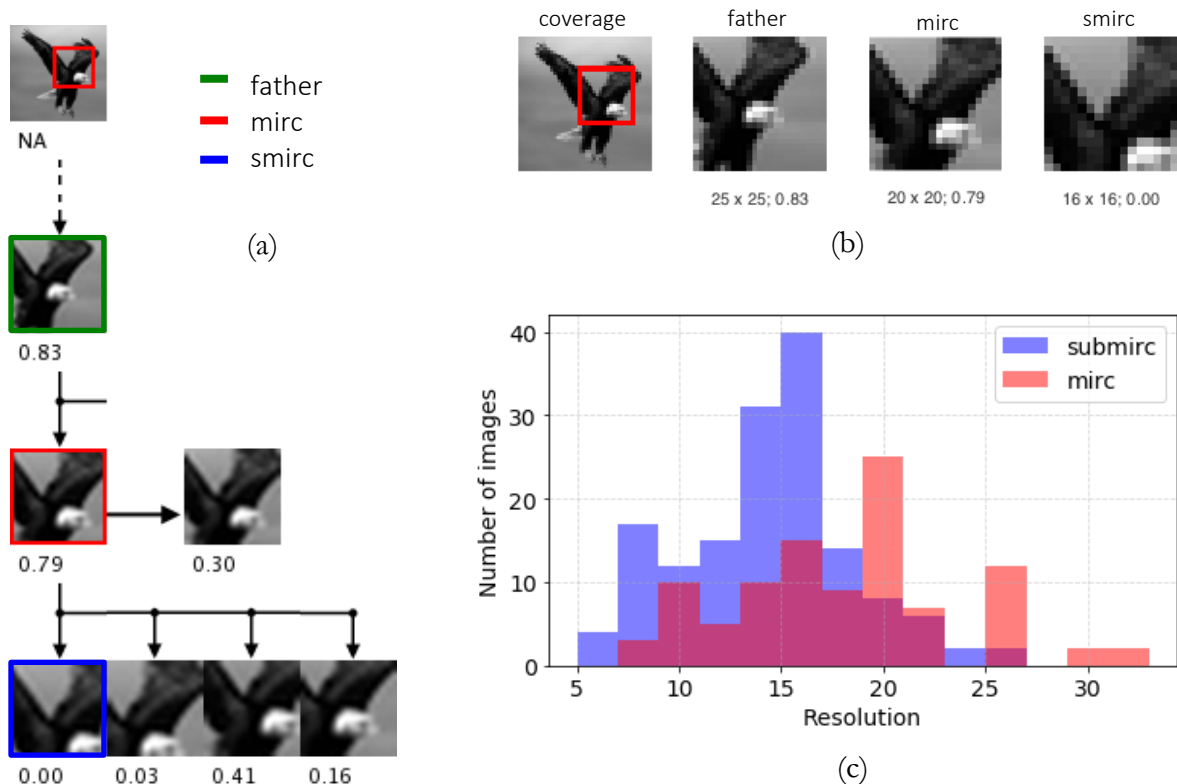 NA
father
mirc
smirc
(a)
0.83
0.79
0.30
0.00 0.03 0.41 0.16
coverage father mirc smirc
25 x 25; 0.83 20 x 20; 0.79 16 x 16; 0.00
(b)
Number of images
40
30
20
10
0
submirc
mirc
5 10 15 20 25 30
Resolution
(c)